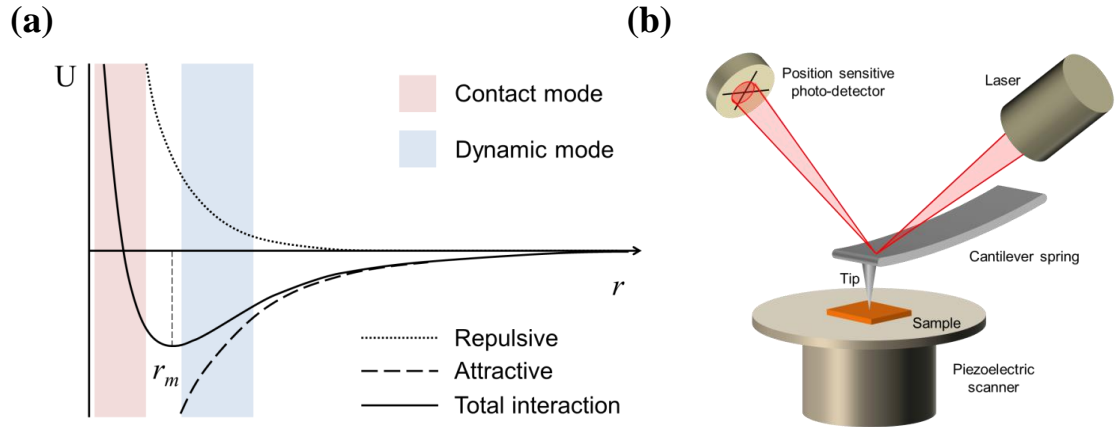 (a)
U
Contact mode
Dynamic mode
r
r_m
Repulsive
Attractive
Total interaction
(b)
Position sensitive
photo-detector
Laser
Cantilever spring
Tip
Sample
Piezoelectric
scanner